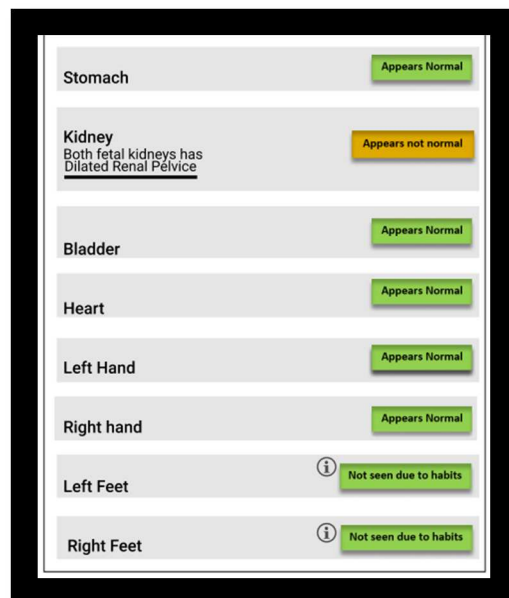 Stomach
Appears Normal
Kidney
Both fetal kidneys has
Dilated Renal Pelvice
Appears not normal
Bladder
Appears Normal
Heart
Appears Normal
Left Hand
Appears Normal
Right hand
Appears Normal
Left Feet
Not seen due to habits
Right Feet
Not seen due to habits